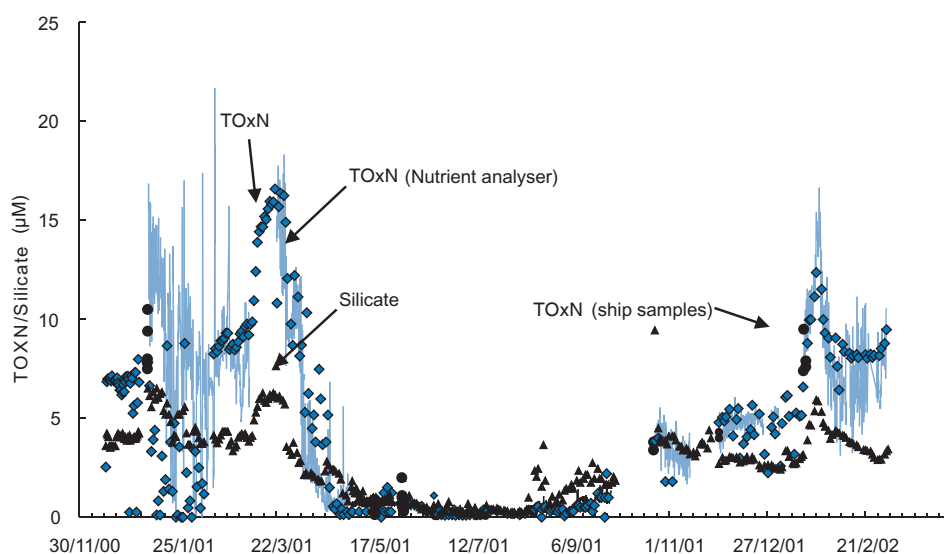 25
20
15
10
5
0
TOXN/Silicate (µM)
TOxN
TOxN (Nutrient analyser)
Silicate
TOxN (ship samples)
30/11/00 25/1/01 22/3/01 17/5/01 12/7/01 6/9/01 1/11/01 27/12/01 21/2/02